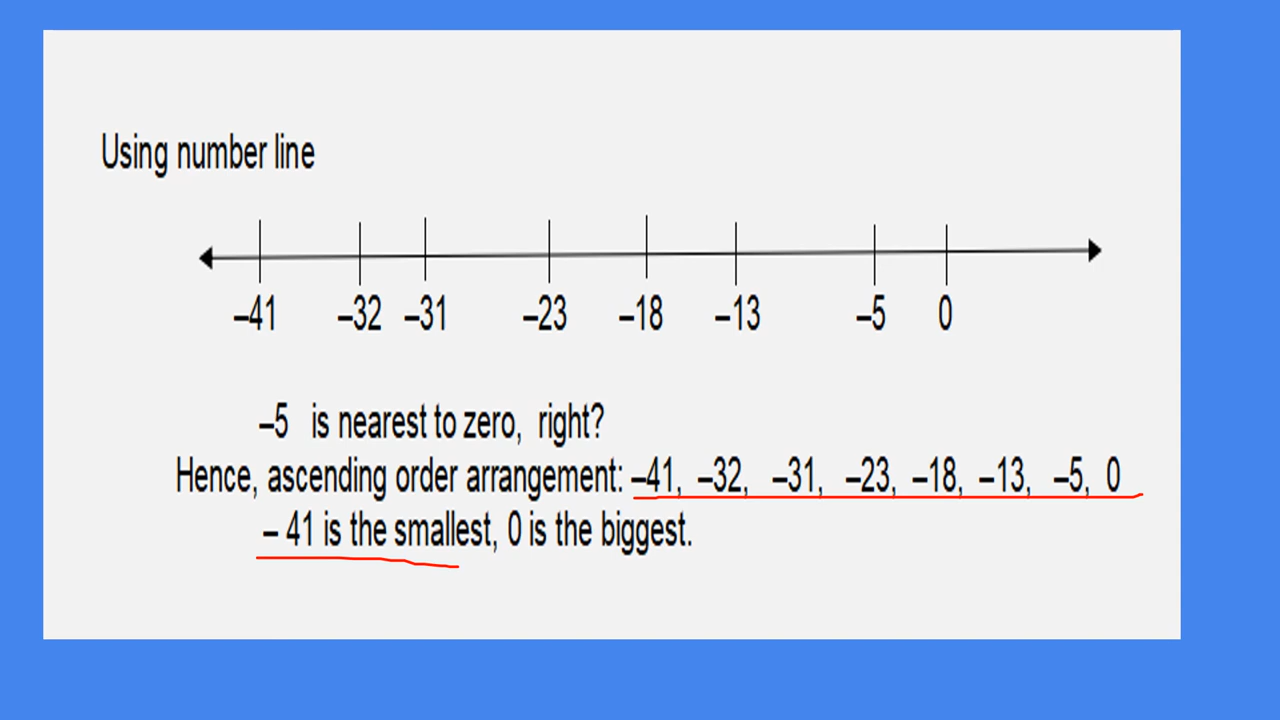 Using number line
–41 –32 –31 –23 –18 –13 –5 0
–5 is nearest to zero, right?
Hence, ascending order arrangement: –41, –32, –31, –23, –18, –13, –5, 0
– 41 is the smallest, 0 is the biggest.